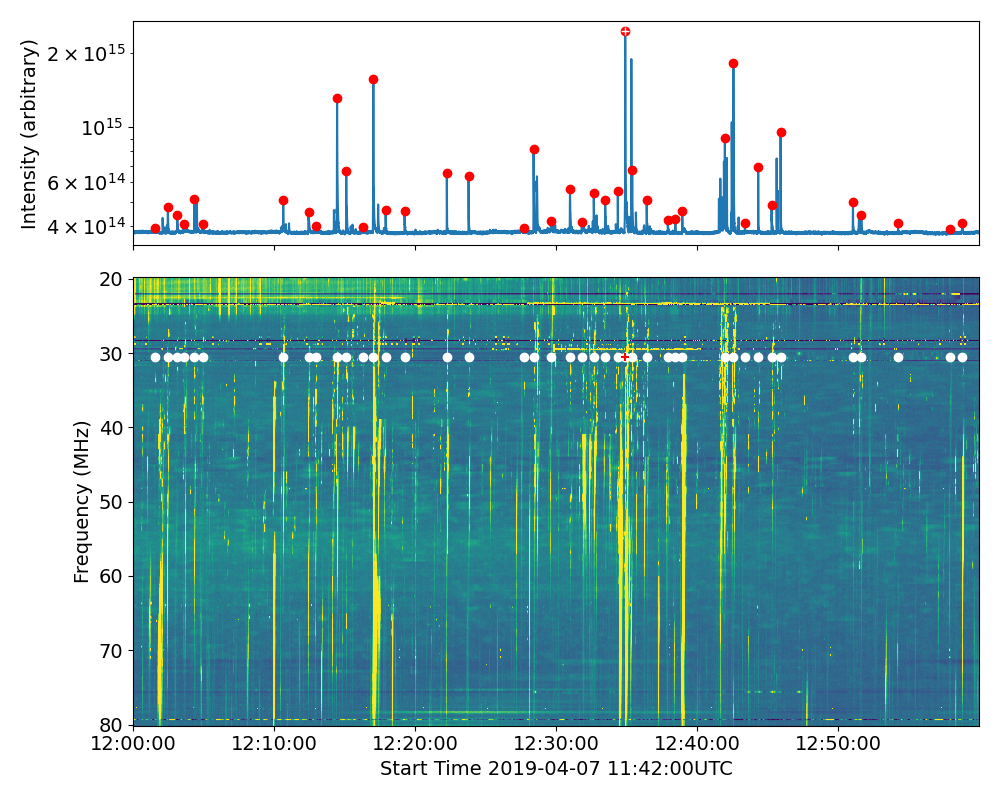 Intensity (arbitrary)
2 × 10¹⁵
10¹⁵
6 × 10¹⁴
4 × 10¹⁴
Frequency (MHz)
20
30
40
50
60
70
80
12:00:00 12:10:00 12:20:00 12:30:00 12:40:00 12:50:00
Start Time 2019-04-07 11:42:00UTC